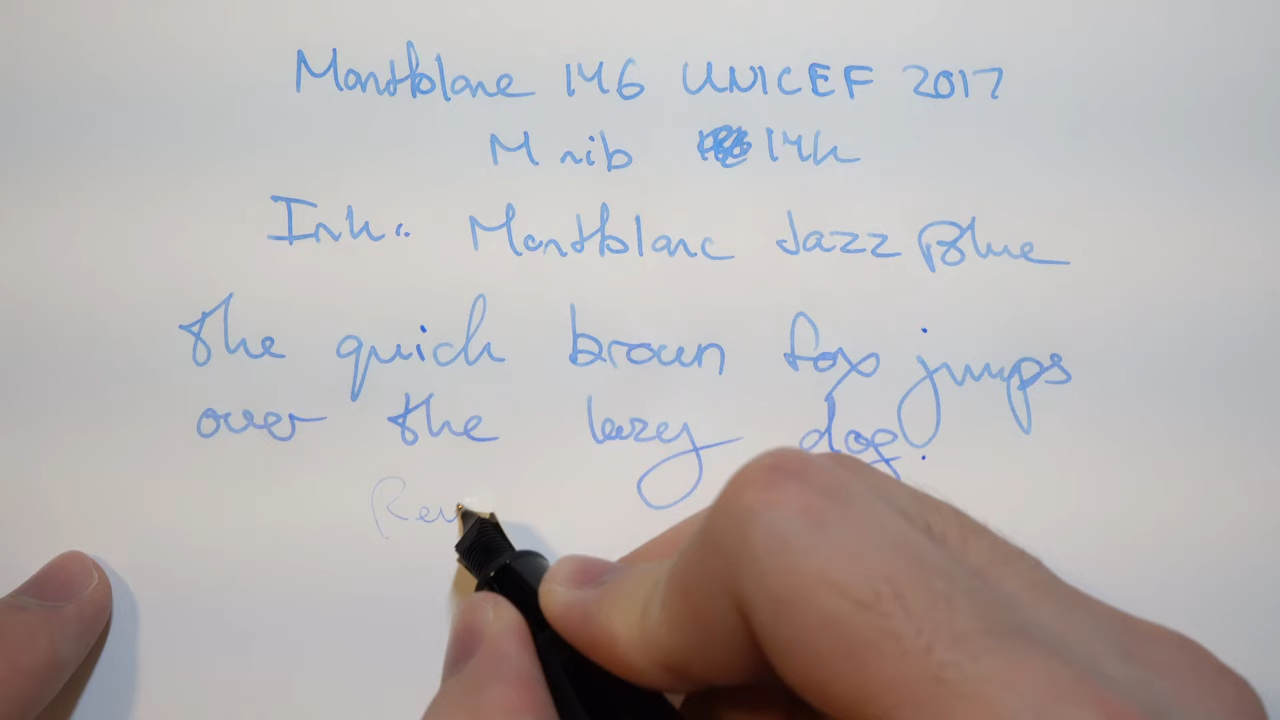 Montblanc 146 UNICEF 2017
M nib 14k
Ink: Montblanc Jazz Blue
The quick brown fox jumps
over the lazy dog.
Rev